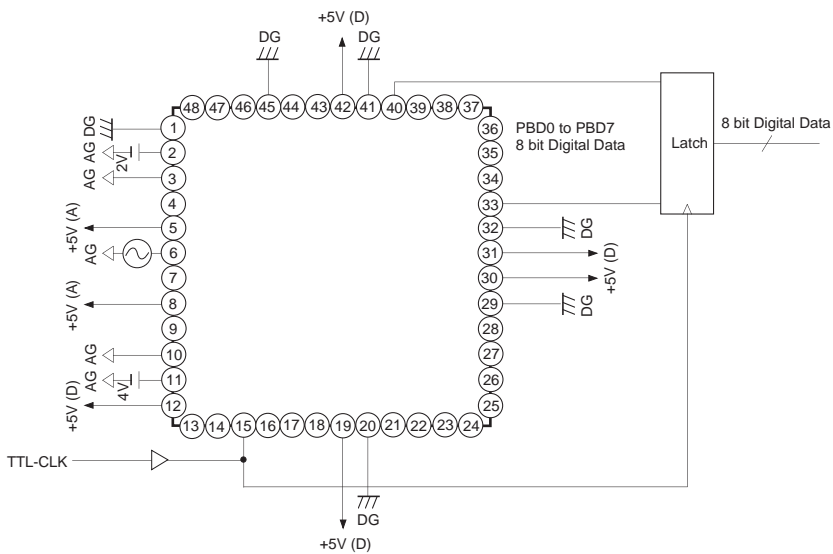 +5V (D)
DG
DG
48 47 46 45 44 43 42 41 40 39 38 37
DG 1
AG 2V 2
AG 3
4
+5V (A) 5
AG 6
7
+5V (A) 8
9
AG 10
AG 4V 11
+5V (D) 12
36
35
34
33
32 DG
31
30 +5V (D)
29 DG
28
27
26
25
PBD0 to PBD7
8 bit Digital Data
Latch
8 bit Digital Data
13 14 15 16 17 18 19 20 21 22 23 24
TTL-CLK
DG
+5V (D)